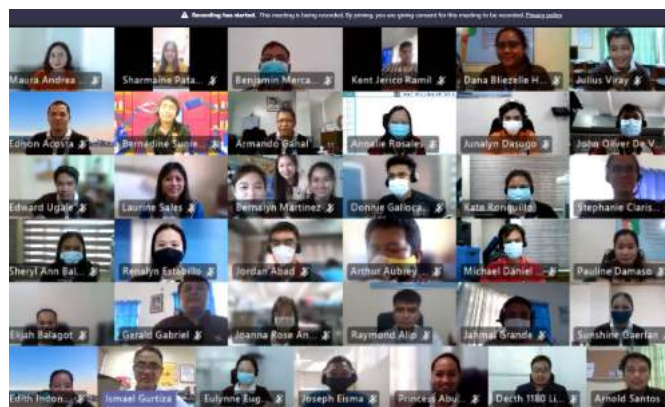 Recording has started. This meeting is being recorded. By joining, you are giving consent for this meeting to be recorded. Privacy policy
Maura Andrea
Sharmaine Pata...
Benjamin Merca...
Kent Jerico Ramil
Dana Bliezelle H...
Julius Viray
Edison Acosta
Bernadine Sunie...
Armando Ganal
Annalie Rosales
Junalyn Dasugo
John Oliver De V...
Edward Ugale
Laurine Sales
Bernalyn Martinez
Donnie Galloca...
Kate Ronquillo
Stephanie Claris...
Sheryl Ann Bal...
Renalyn Estabillo
Jordan Abad
Arthur Aubrey
Michael Daniel ...
Pauline Damaso
Elijah Balagot
Gerald Gabriel
Joanna Rose An...
Raymond Alip
Jahmai Grande
Sunshine Gaerlan
Edith Indon...
Ismael Gurtiza
Eulynne Eug...
Joseph Eisma
Princess Abu...
Decth 1180 Li...
Arnold Santos